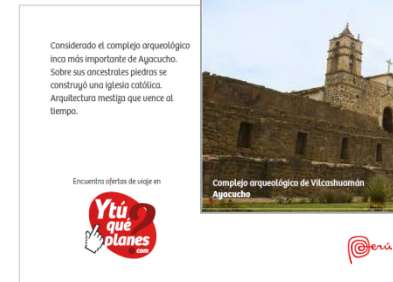 Considerado el complejo arqueológico
inca más importante de Ayacucho.
Sobre sus ancestrales piedras se
construyó una iglesia católica.
Arquitectura mestiza que vence al
tiempo.
Encuentra ofertas de viaje en
Ytú
qué
planes
.com
?
Complejo arqueológico de Vilcashuamán
Ayacucho
Perú